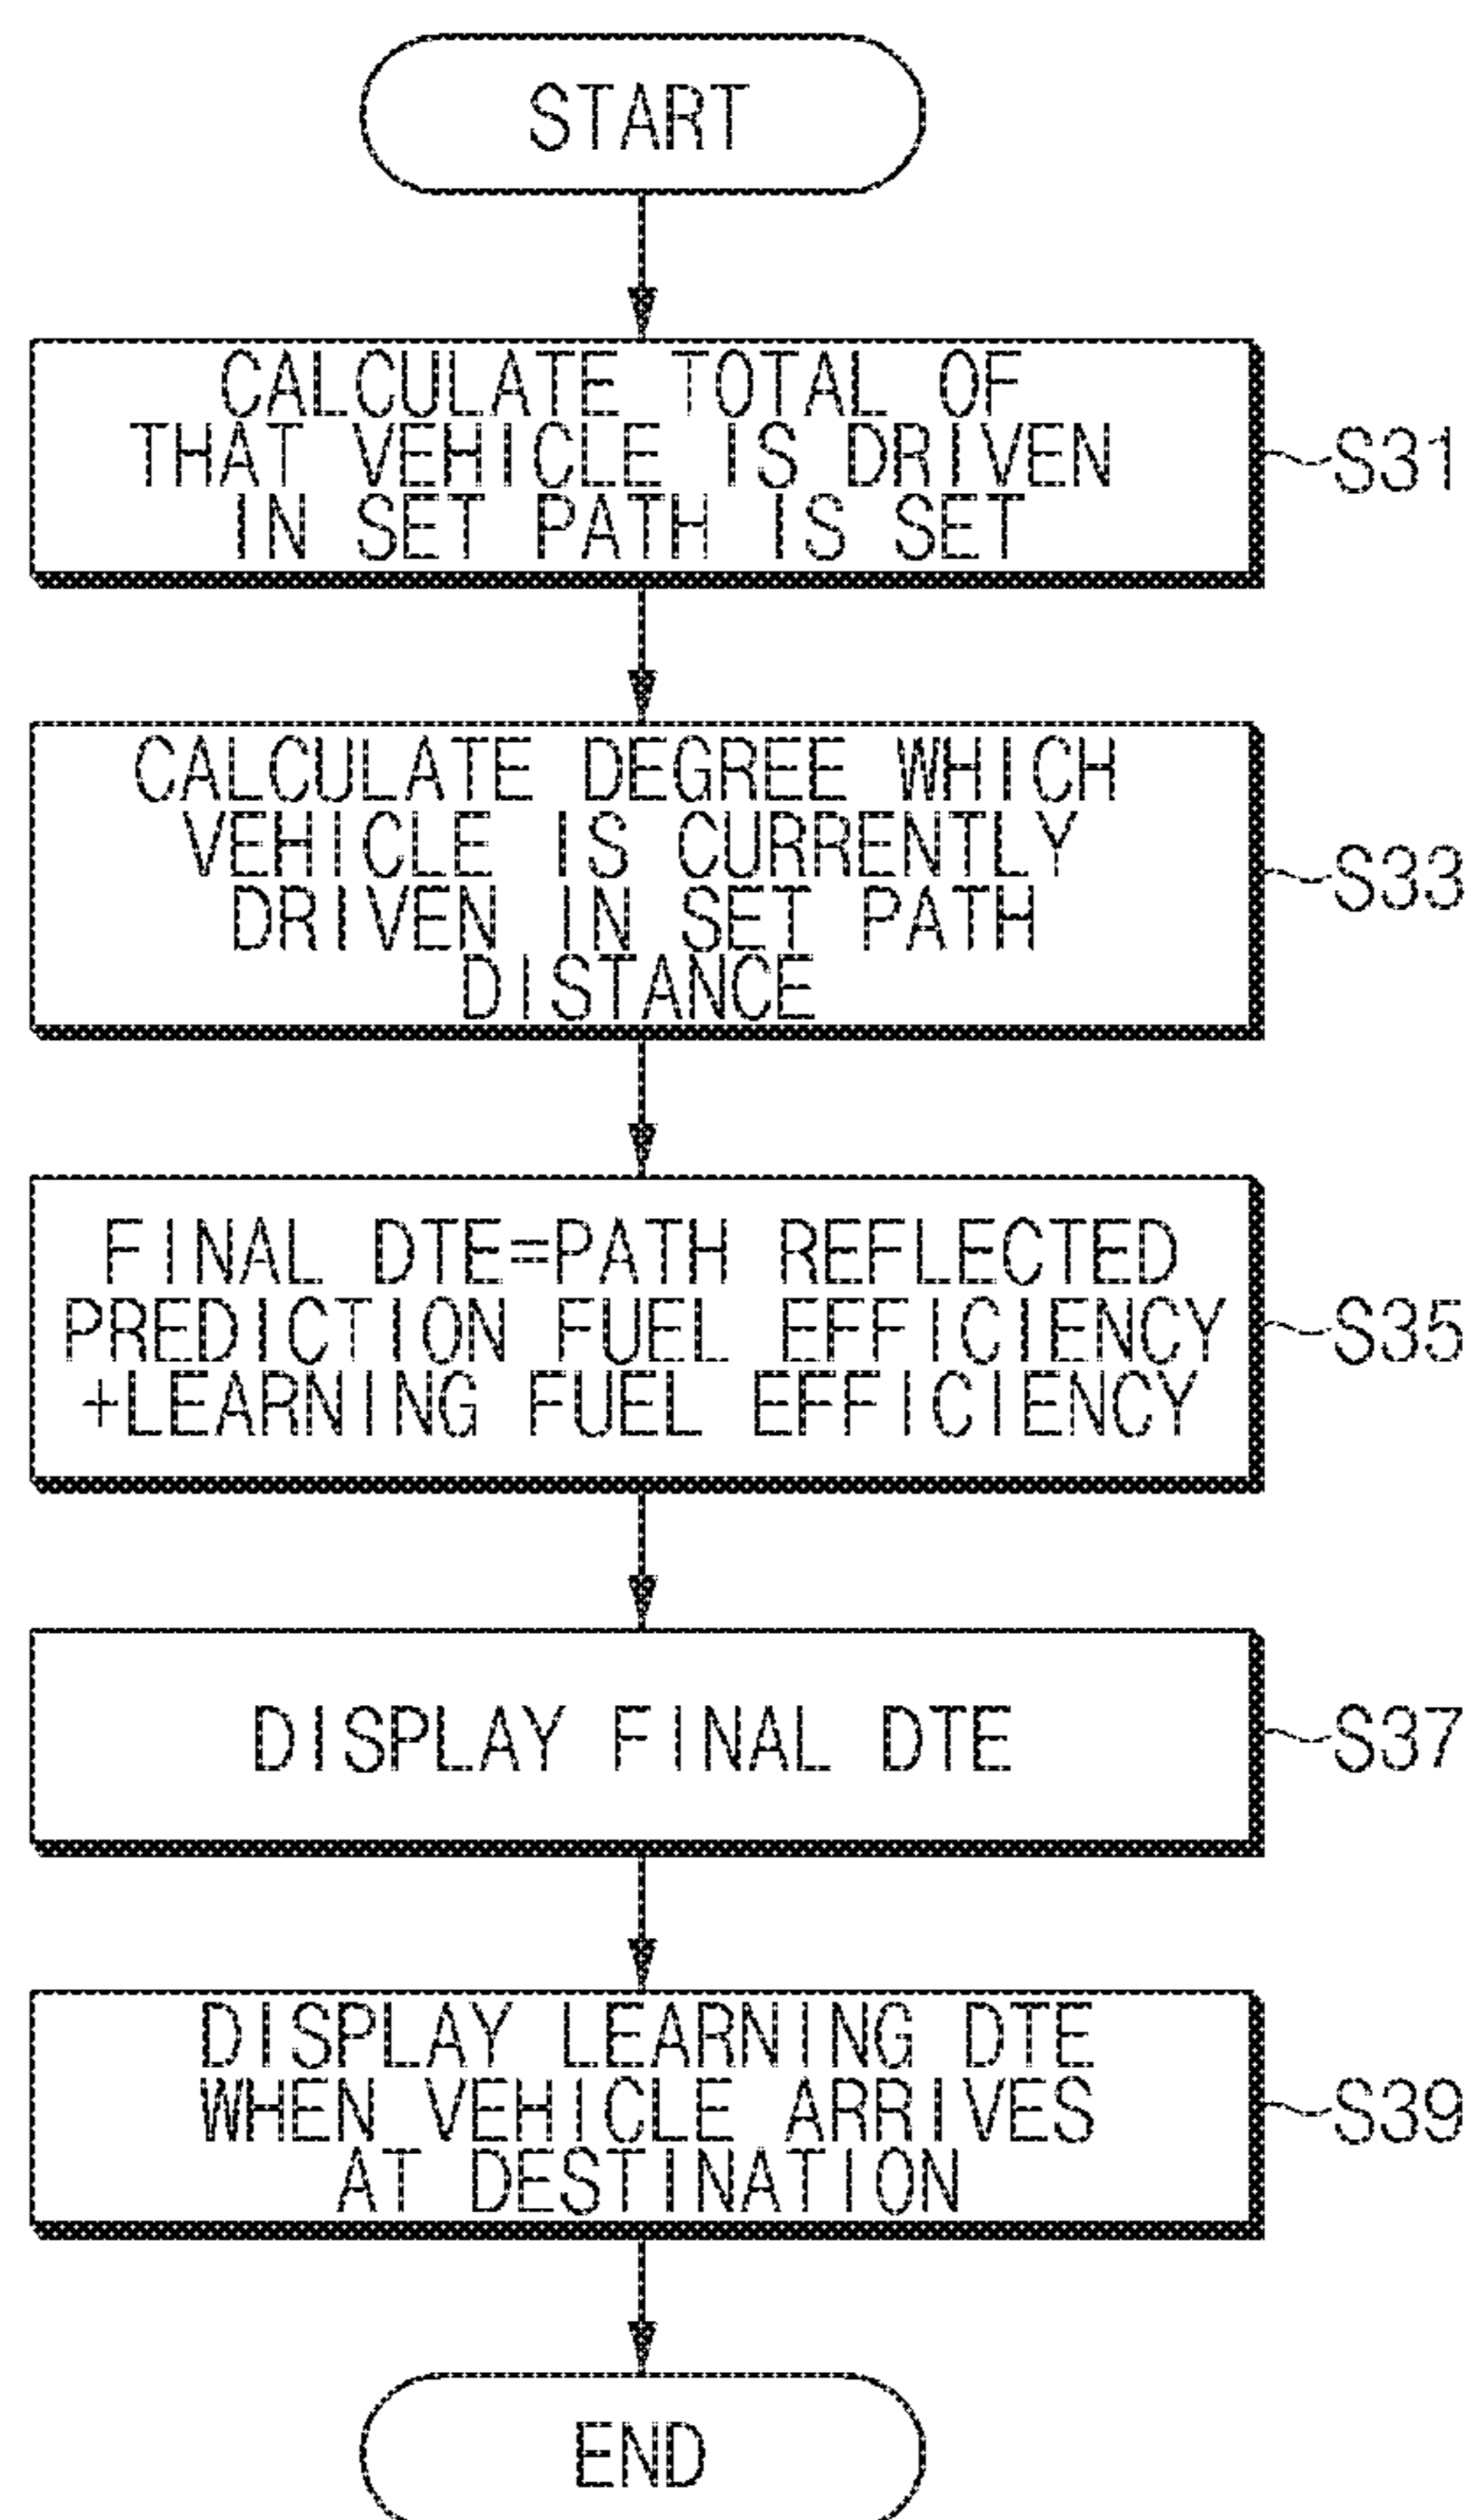 START
CALCULATE TOTAL OF
THAT VEHICLE IS DRIVEN
IN SET PATH IS SET
S31
CALCULATE DEGREE WHICH
VEHICLE IS CURRENTLY
DRIVEN IN SET PATH
DISTANCE
S33
FINAL DTE=PATH REFLECTED
PREDICTION FUEL EFFICIENCY
+LEARNING FUEL EFFICIENCY
S35
DISPLAY FINAL DTE
S37
DISPLAY LEARNING DTE
WHEN VEHICLE ARRIVES
AT DESTINATION
S39
END